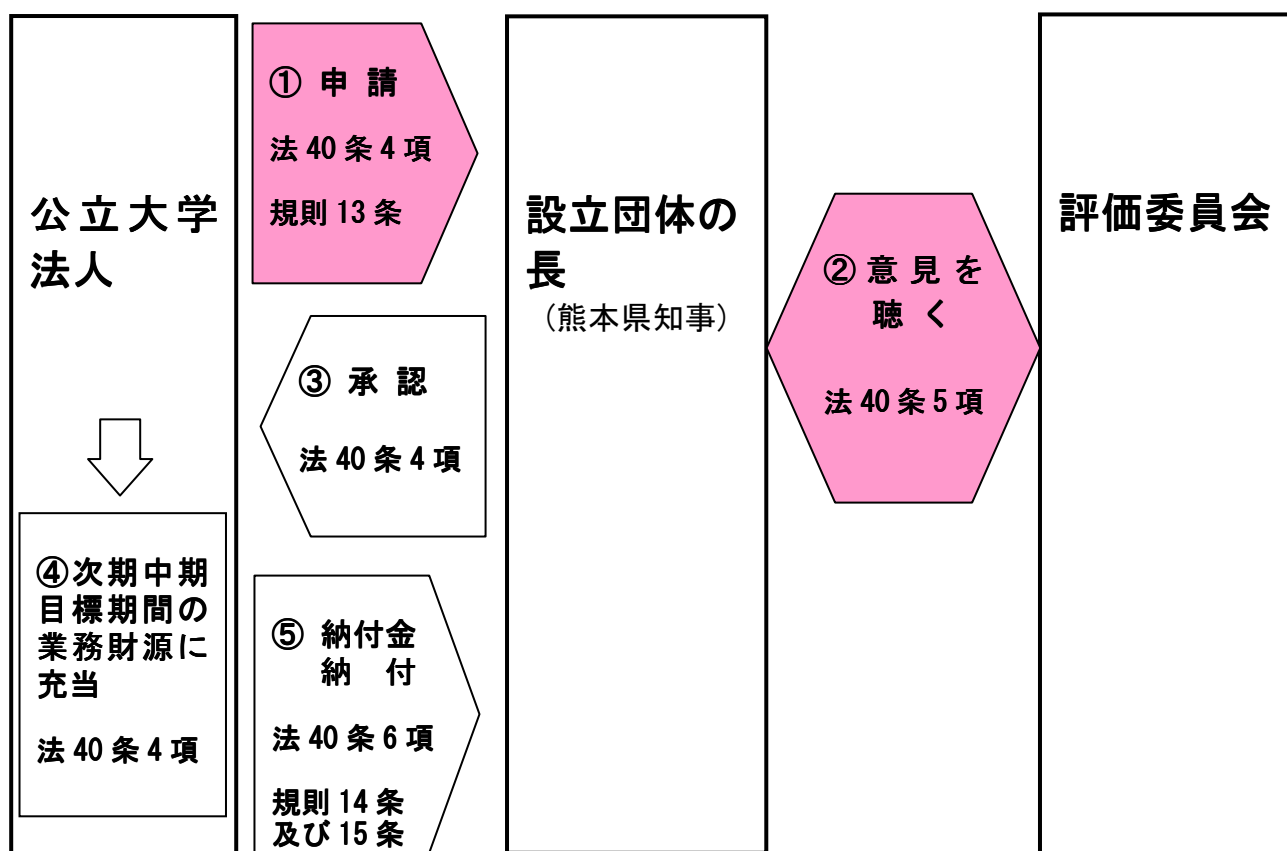 公立大学
法人
① 申 請
法 40 条 4 項
規則 13 条
設立団体の
長
（熊本県知事）
② 意 見 を
聴 く
法 40 条 5 項
評価委員会
③ 承 認
法 40 条 4 項
④次期中期
目標期間の
業務財源に
充当
法 40 条 4 項
⑤ 納付金
納 付
法 40 条 6 項
規則 14 条
及び 15 条